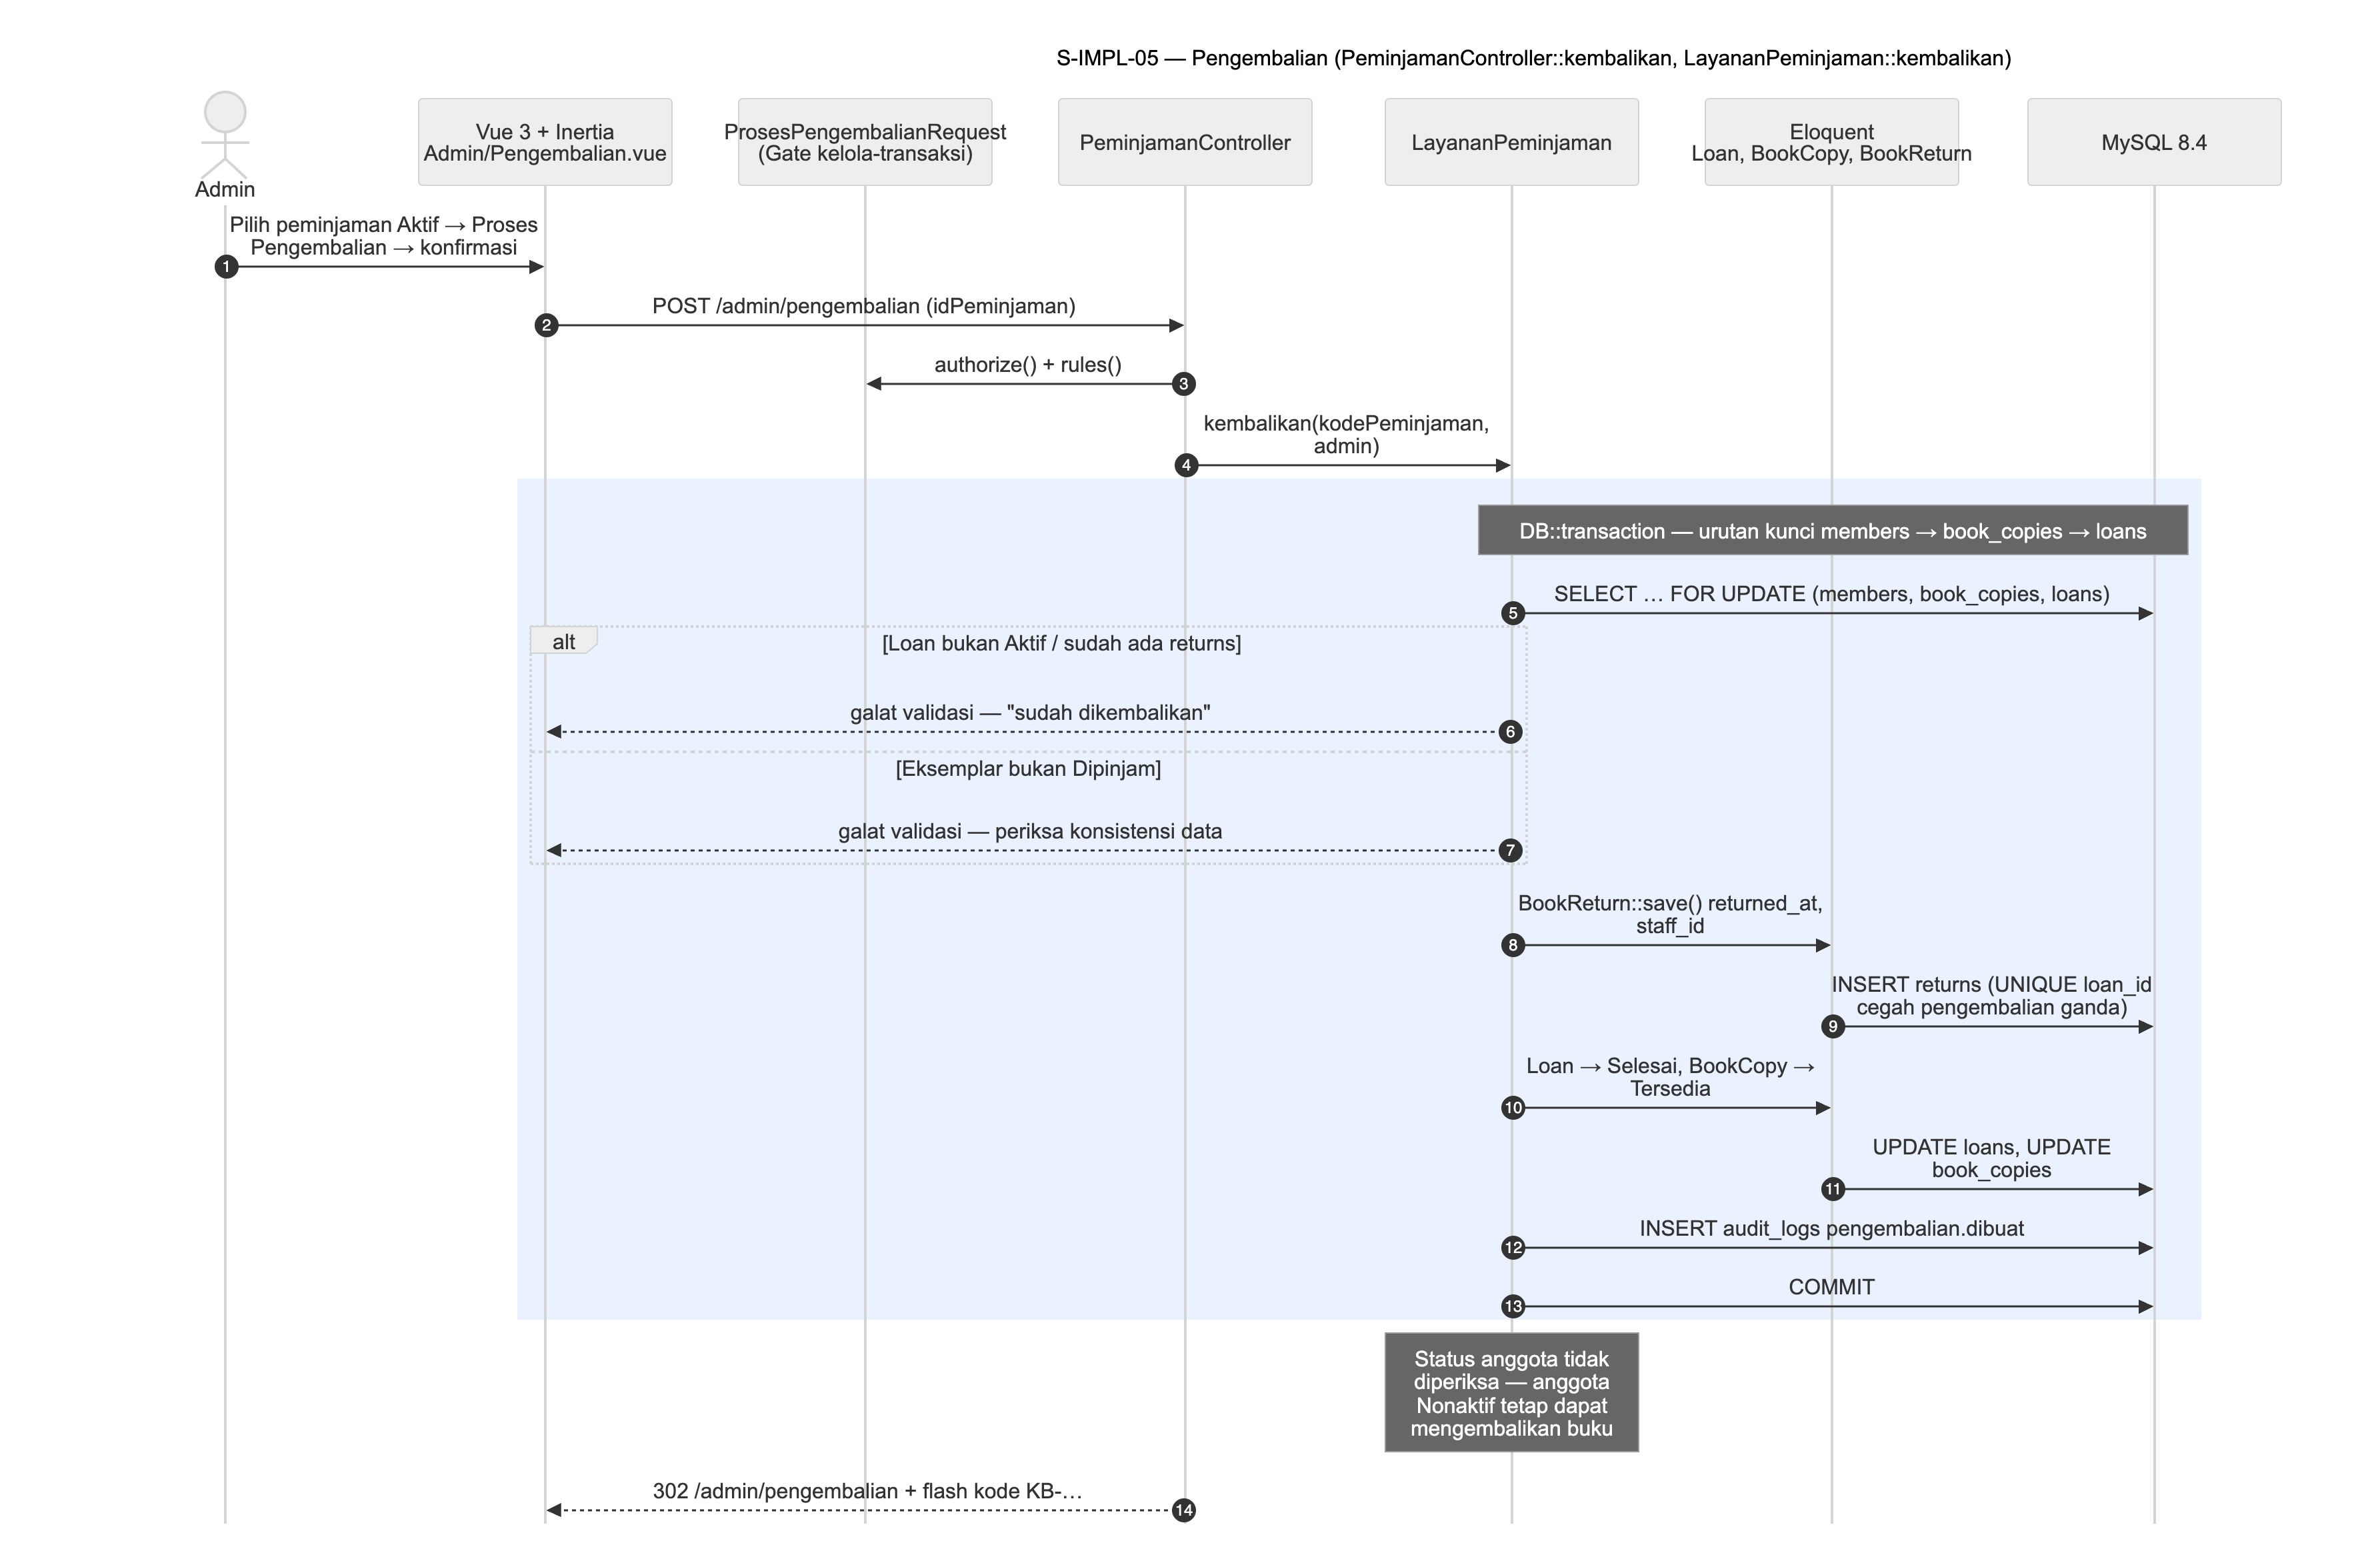 S-IMPL-05 — Pengembalian (PeminjamanController::kembalikan, LayananPeminjaman::kembalikan)
Admin
Vue 3 + Inertia
Admin/Pengembalian.vue
ProsesPengembalianRequest
(Gate kelola-transaksi)
PeminjamanController
LayananPeminjaman
Eloquent
Loan, BookCopy, BookReturn
MySQL 8.4
Pilih peminjaman Aktif → Proses
Pengembalian → konfirmasi
1
POST /admin/pengembalian (idPeminjaman)
2
authorize() + rules()
3
kembalikan(kodePeminjaman,
admin)
4
DB::transaction — urutan kunci members → book_copies → loans
SELECT … FOR UPDATE (members, book_copies, loans)
5
alt
[Loan bukan Aktif / sudah ada returns]
galat validasi — "sudah dikembalikan"
6
[Eksemplar bukan Dipinjam]
galat validasi — periksa konsistensi data
7
BookReturn::save() returned_at,
staff_id
8
INSERT returns (UNIQUE loan_id
cegah pengembalian ganda)
9
Loan → Selesai, BookCopy →
Tersedia
10
UPDATE loans, UPDATE
book_copies
11
INSERT audit_logs pengembalian.dibuat
12
COMMIT
13
Status anggota tidak
diperiksa — anggota
Nonaktif tetap dapat
mengembalikan buku
302 /admin/pengembalian + flash kode KB-…
14